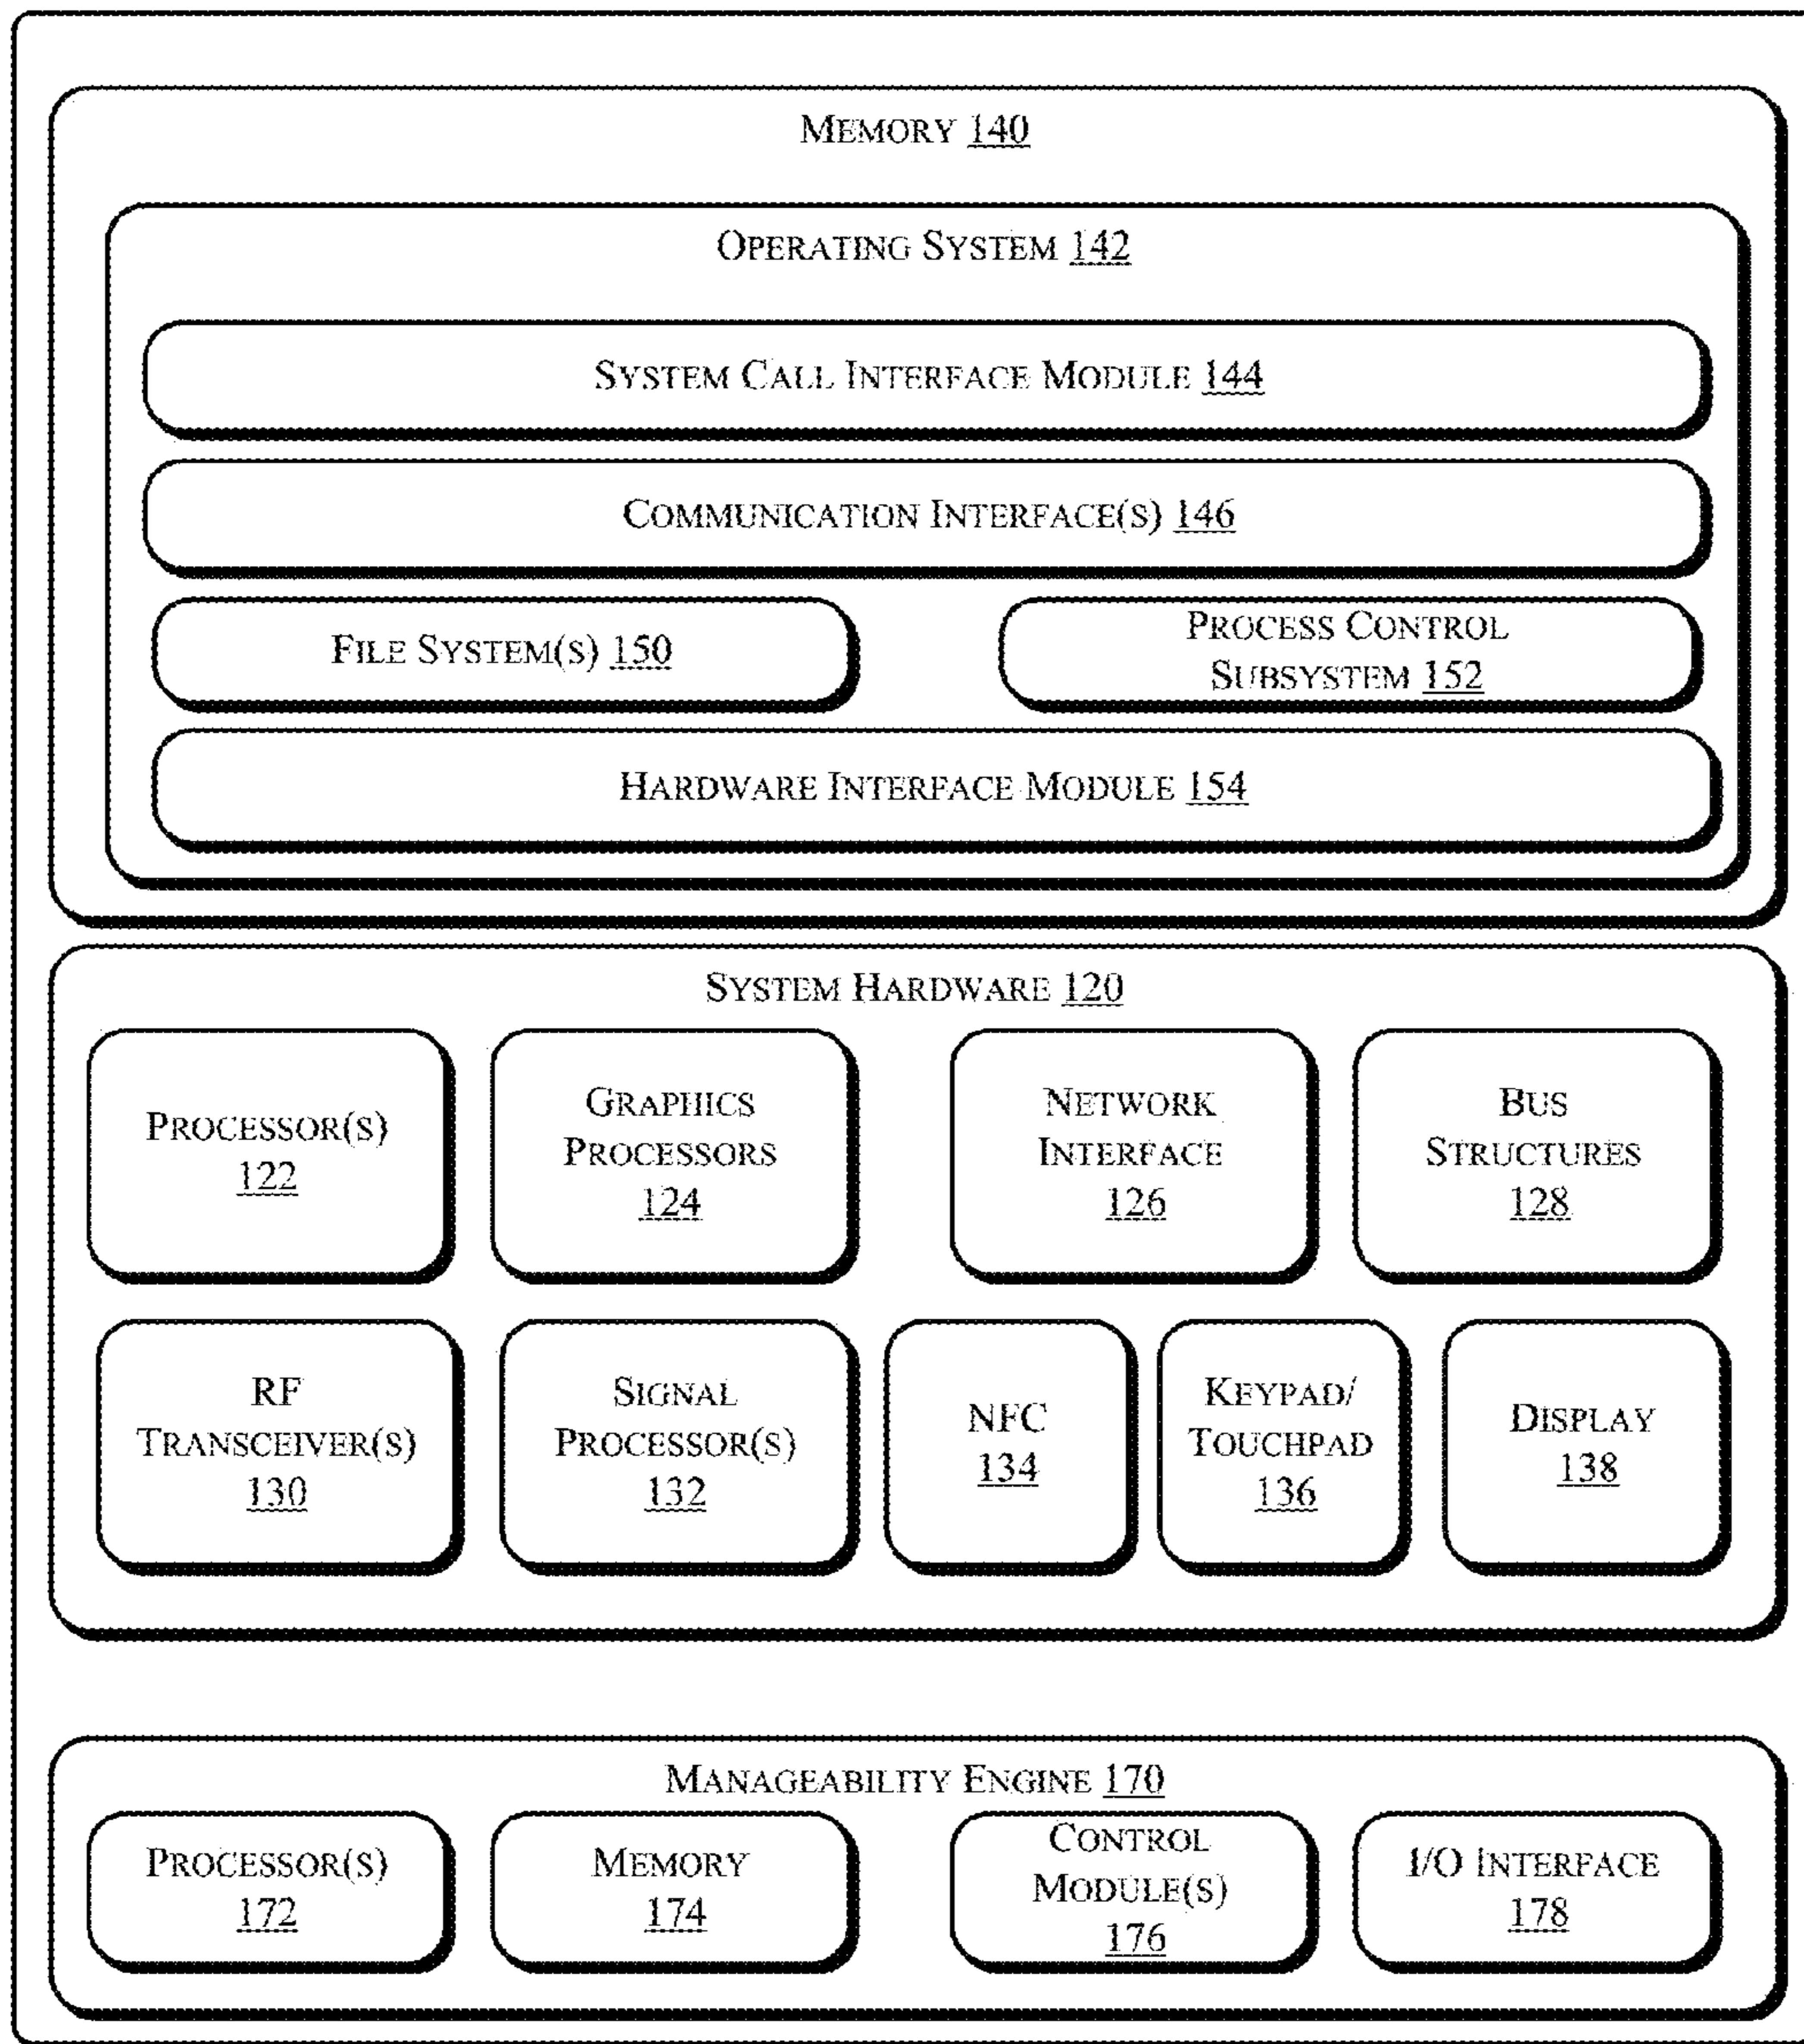 MEMORY 140
OPERATING SYSTEM 142
SYSTEM CALL INTERFACE MODULE 144
COMMUNICATION INTERFACE(S) 146
FILE SYSTEM(S) 150
PROCESS CONTROL
SUBSYSTEM 152
HARDWARE INTERFACE MODULE 154
SYSTEM HARDWARE 120
PROCESSOR(S)
122
GRAPHICS
PROCESSORS
124
NETWORK
INTERFACE
126
BUS
STRUCTURES
128
RF
TRANSCEIVER(S)
130
SIGNAL
PROCESSOR(S)
132
NFC
134
KEYPAD/
TOUCHPAD
136
DISPLAY
138
MANAGEABILITY ENGINE 170
PROCESSOR(S)
172
MEMORY
174
CONTROL
MODULE(S)
176
I/O INTERFACE
178